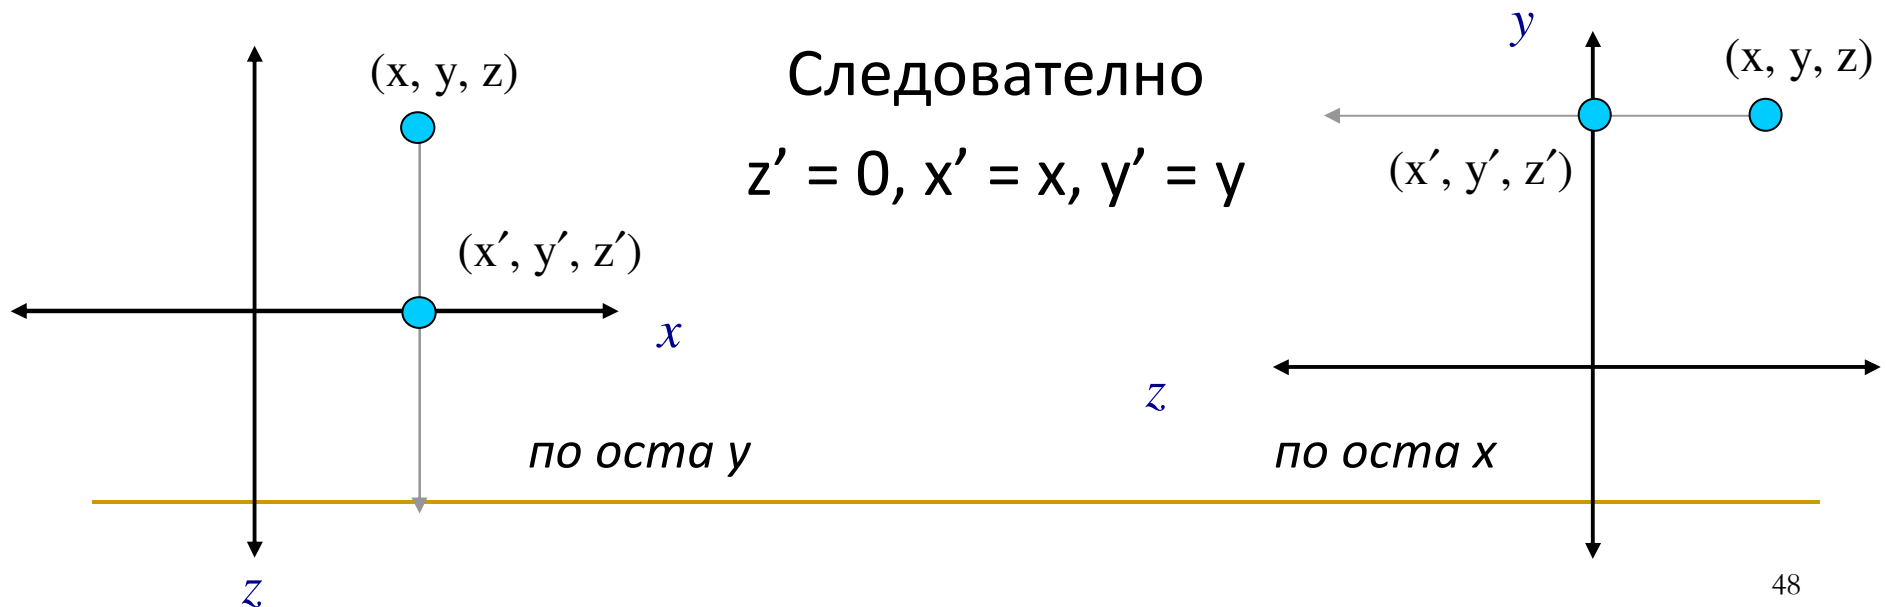 y
(x, y, z)
Следователно
(x, y, z)
z’ = 0, x’ = x, y’ = y
(x′, y′, z′)
(x′, y′, z′)
x
z
по оста y
по оста x
z
48